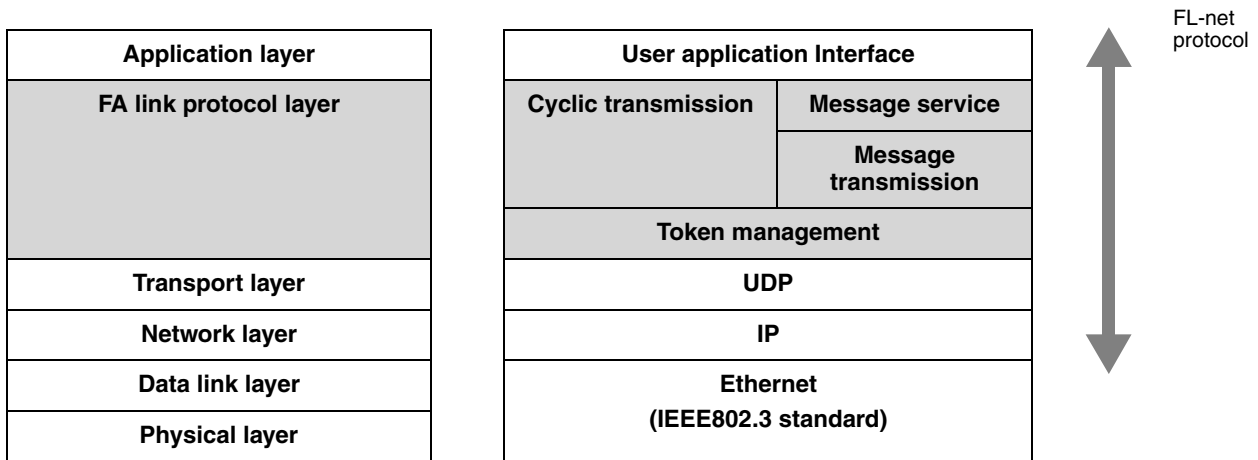 FL-net
protocol
Application layer
FA link protocol layer
Transport layer
Network layer
Data link layer
Physical layer
User application Interface
Cyclic transmission
Message service
Message
transmission
Token management
UDP
IP
Ethernet
(IEEE802.3 standard)